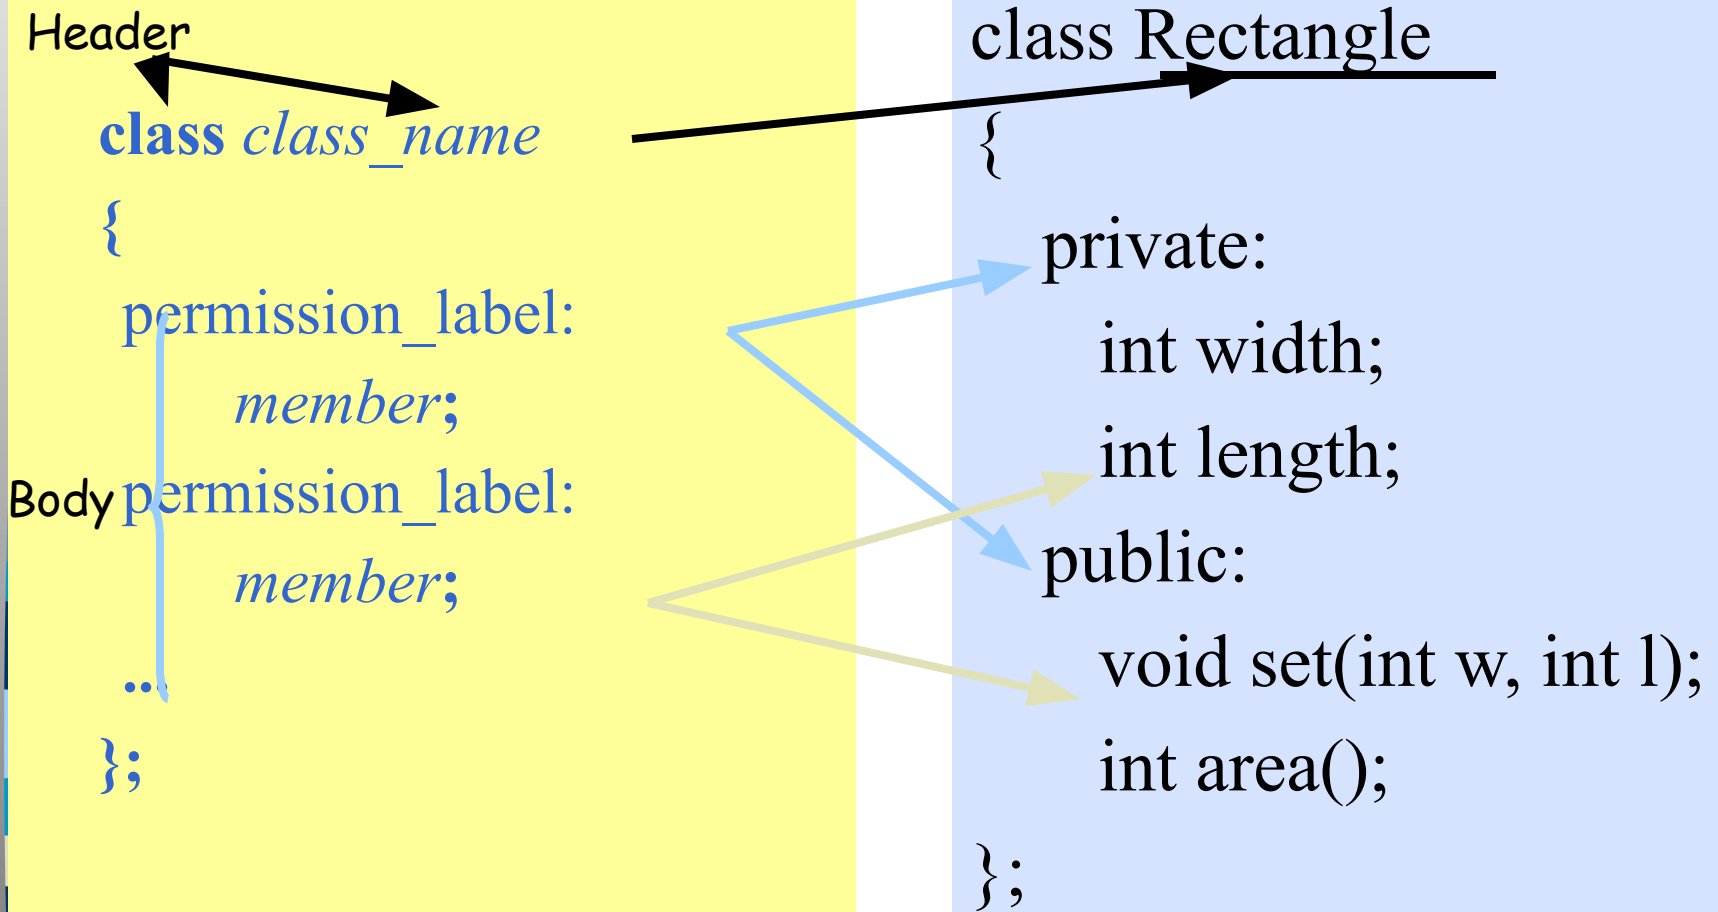 Header
class class_name
{
permission_label:
member;
Body permission_label:
member;
...
};
class Rectangle
{
private:
int width;
int length;
public:
void set(int w, int l);
int area();
};